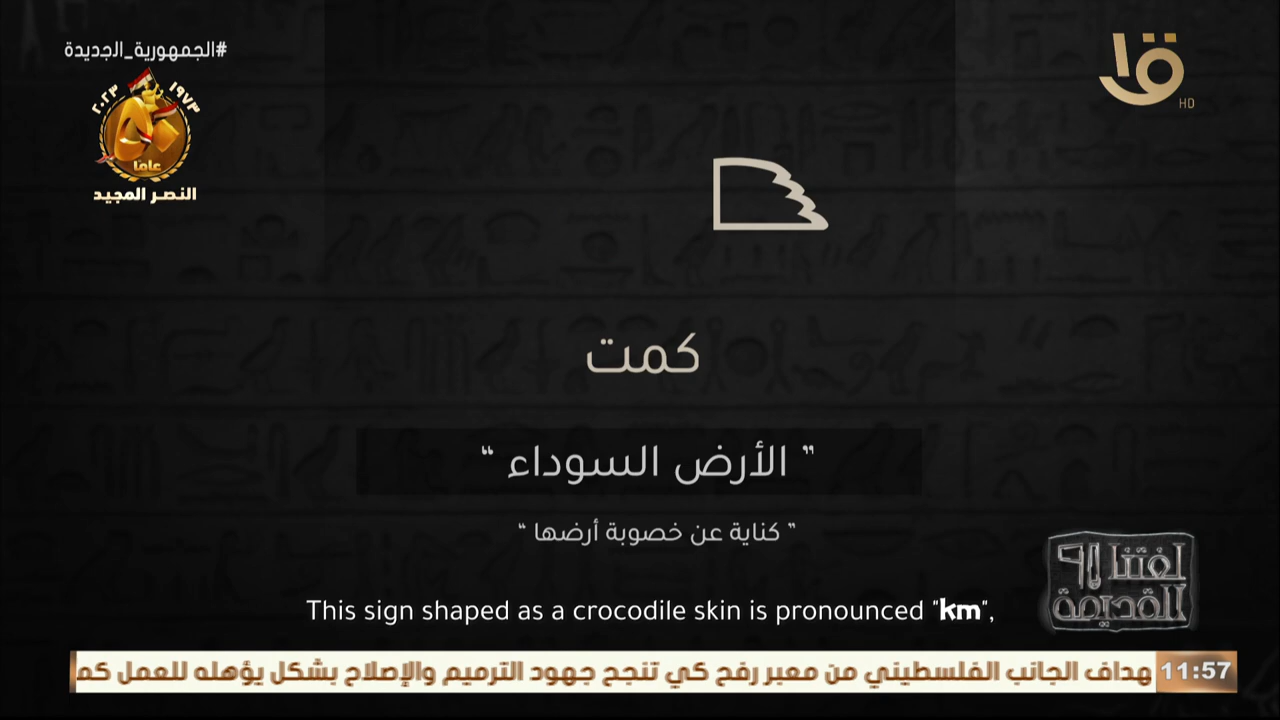 #الجمهورية_الجديدة
HD
١٩٧٣
٢٠٢٣
٥٠
عاما
النصر المجيد
كمت
” الأرض السوداء “
” كناية عن خصوبة أرضها “
لغتنا
القديمة
This sign shaped as a crocodile skin is pronounced "km",
11:57
هداف الجانب الفلسطيني من معبر رفح كي تنجح جهود الترميم والإصلاح بشكل يؤهله للعمل كم